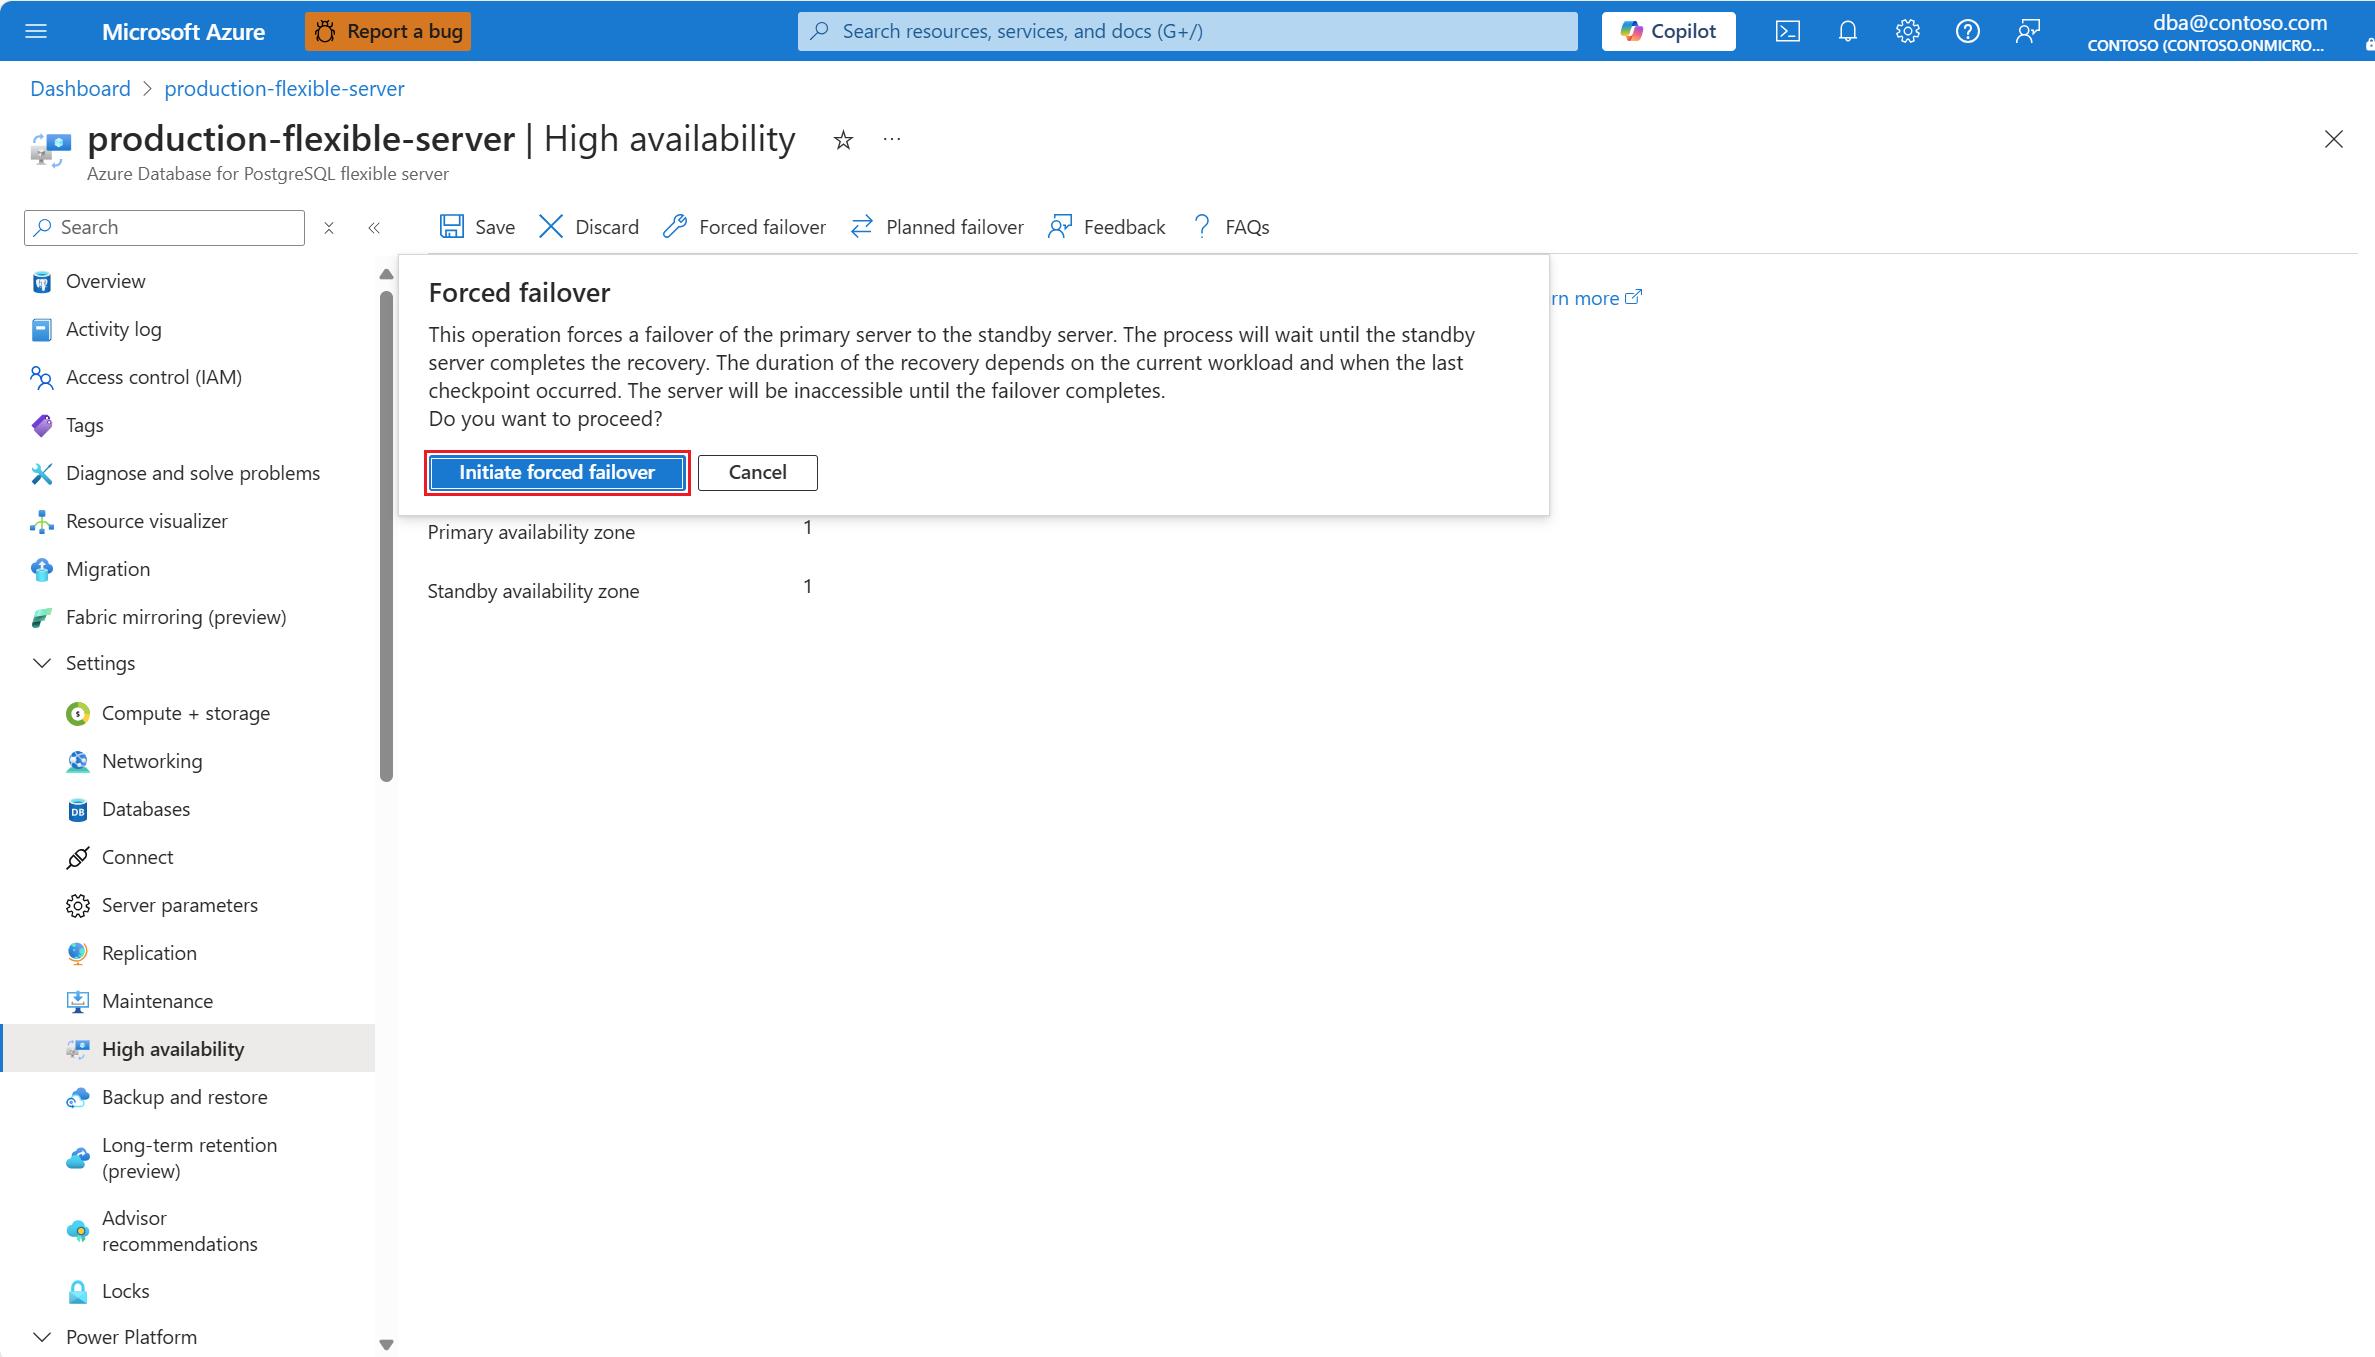 Microsoft Azure
Report a bug
Search resources, services, and docs (G+/)
Copilot
dba@contoso.com
CONTOSO (CONTOSO.ONMICRO...
Dashboard > production-flexible-server
production-flexible-server | High availability
Azure Database for PostgreSQL flexible server
Search
Save
Discard
Forced failover
Planned failover
Feedback
FAQs
Overview
Activity log
Access control (IAM)
Tags
Diagnose and solve problems
Resource visualizer
Migration
Fabric mirroring (preview)
Settings
Compute + storage
Networking
Databases
Connect
Server parameters
Replication
Maintenance
High availability
Backup and restore
Long-term retention
(preview)
Advisor
recommendations
Locks
Power Platform
Forced failover
This operation forces a failover of the primary server to the standby server. The process will wait until the standby
server completes the recovery. The duration of the recovery depends on the current workload and when the last
checkpoint occurred. The server will be inaccessible until the failover completes.
Do you want to proceed?
Initiate forced failover
Cancel
rn more
Primary availability zone 1
Standby availability zone 1